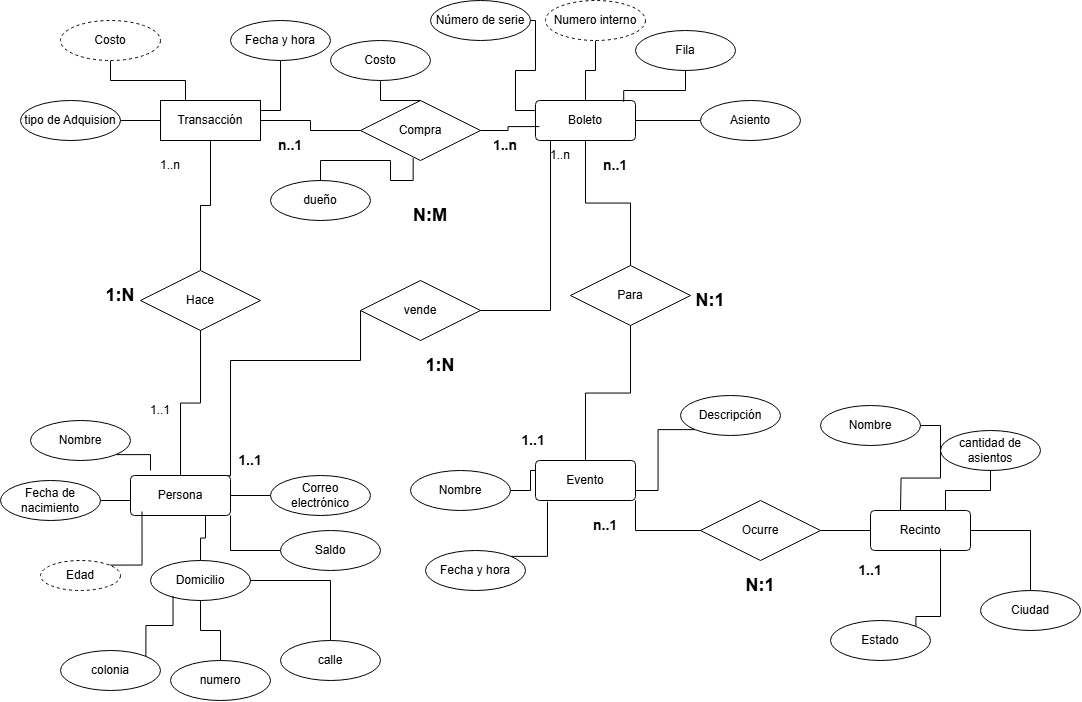 Costo
Fecha y hora
Costo
Número de serie
Numero interno
Fila
tipo de Adquision
Transacción
n..1
Compra
1..n
Boleto
Asiento
1..n
1..n
n..1
dueño
N:M
1:N
Hace
vende
1:N
Para
N:1
1..1
Nombre
1..1
Descripción
1..1
Nombre
cantidad de
asientos
Fecha de
nacimiento
Persona
Correo
electrónico
Nombre
Evento
n..1
Ocurre
Recinto
Saldo
Edad
Domicilio
Fecha y hora
N:1
1..1
Ciudad
Estado
colonia
numero
calle